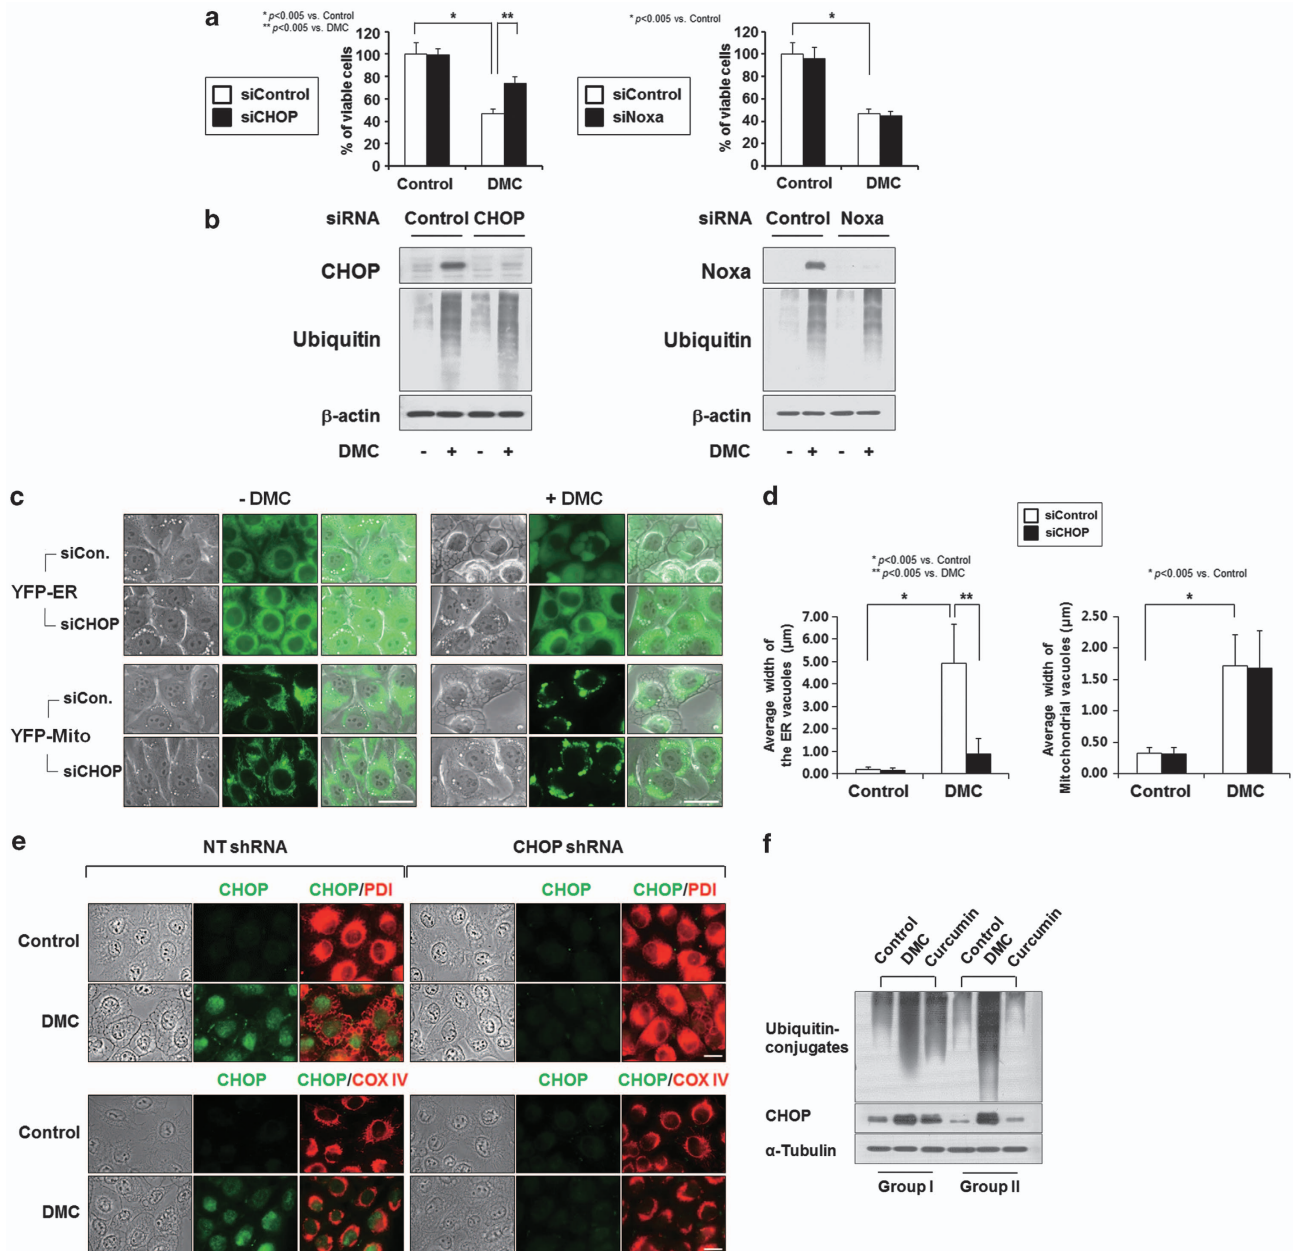 a
* p<0.005 vs. Control
** p<0.005 vs. DMC
siControl
siCHOP
% of viable cells
120
100
80
60
40
20
0
* **
Control DMC
* p<0.005 vs. Control
siControl
siNoxa
% of viable cells
120
100
80
60
40
20
0
*
Control DMC
b
siRNA Control CHOP
CHOP
Ubiquitin
β-actin
DMC - + - +
siRNA Control Noxa
Noxa
Ubiquitin
β-actin
DMC - + - +
c
- DMC + DMC
YFP-ER
siCon.
siCHOP
YFP-Mito
siCon.
siCHOP
d
siControl
siCHOP
* p<0.005 vs. Control
** p<0.005 vs. DMC
* **
Average width of
the ER vacuoles (μm)
7.00
6.00
5.00
4.00
3.00
2.00
1.00
0.00
Control DMC
* p<0.005 vs. Control
*
Average width of
Mitochondrial vacuoles (μm)
2.50
2.00
1.50
1.00
0.50
0.00
Control DMC
e
NT shRNA CHOP shRNA
CHOP CHOP/PDI CHOP CHOP/PDI
Control
DMC
CHOP CHOP/COX IV CHOP CHOP/COX IV
Control
DMC
f
Control DMC Curcumin Control DMC Curcumin
Ubiquitin-
conjugates
CHOP
α-Tubulin
Group I Group II